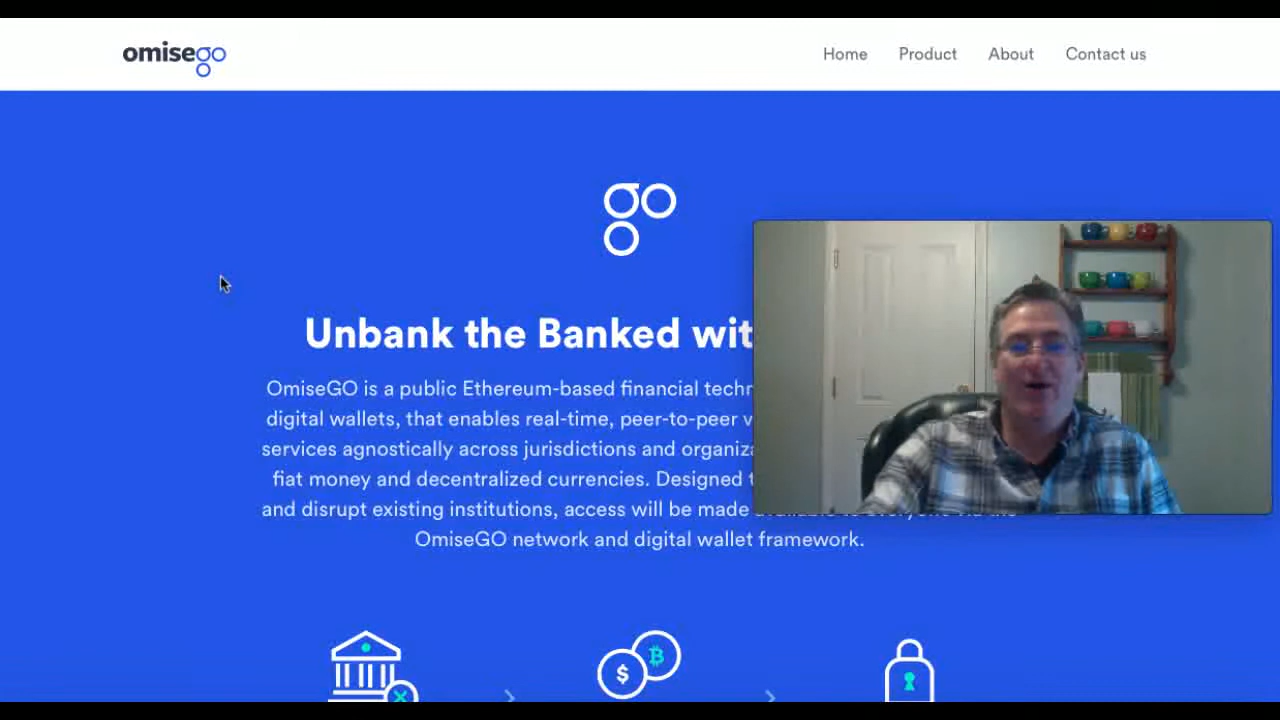 omisego
Home Product About Contact us
go
Unbank the Banked wit
OmiseGO is a public Ethereum-based financial techn
digital wallets, that enables real-time, peer-to-peer v
services agnostically across jurisdictions and organiza
fiat money and decentralized currencies. Designed t
and disrupt existing institutions, access will be made
OmiseGO network and digital wallet framework.
$ B